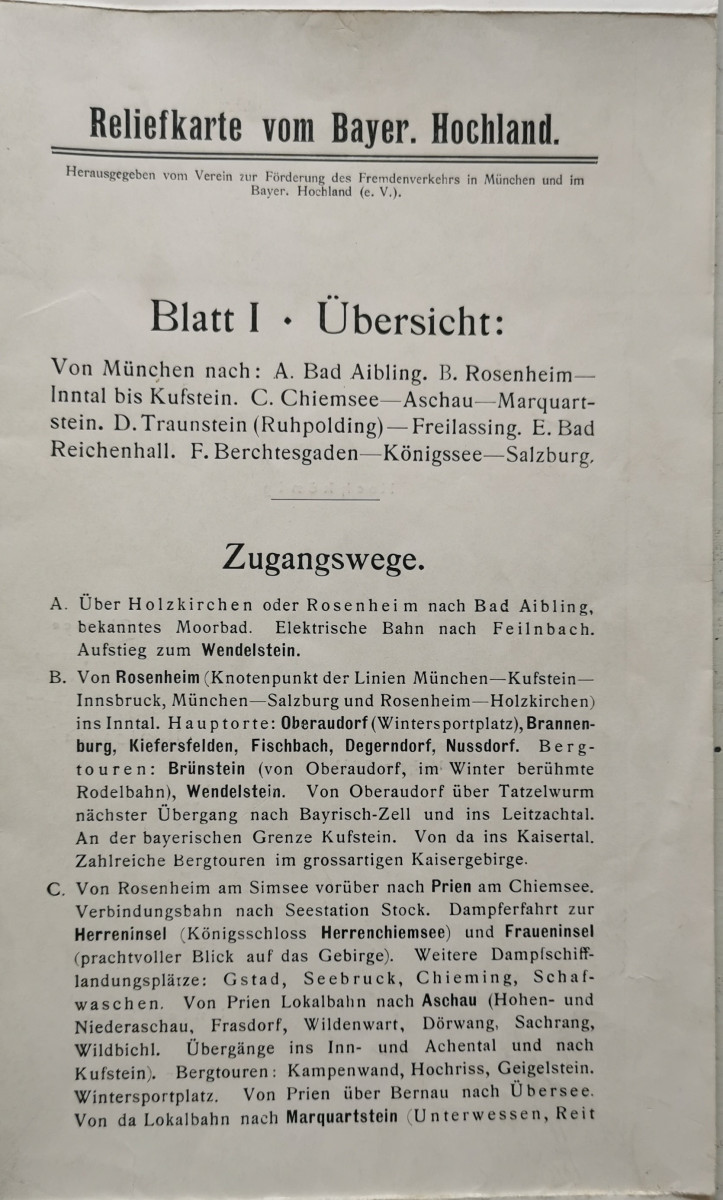 Reliefkarte vom Bayer. Hochland.
Herausgegeben vom Verein zur Förderung des Fremdenverkehrs in München und im
Bayer. Hochland (e. V.).
Blatt I · Übersicht:
Von München nach: A. Bad Aibling. B. Rosenheim—
Inntal bis Kufstein. C. Chiemsee—Aschau—Marquart-
stein. D. Traunstein (Ruhpolding)—Freilassing. E. Bad
Reichenhall. F. Berchtesgaden—Königssee—Salzburg.
Zugangswege.
A. Über Holzkirchen oder Rosenheim nach Bad Aibling,
bekanntes Moorbad. Elektrische Bahn nach Feilnbach.
Aufstieg zum Wendelstein.
B. Von Rosenheim (Knotenpunkt der Linien München—Kufstein—
Innsbruck, München—Salzburg und Rosenheim—Holzkirchen)
ins Inntal. Hauptorte: Oberaudorf (Wintersportplatz), Brannen-
burg, Kiefersfelden, Fischbach, Degerndorf, Nussdorf. Berg-
touren: Brünstein (von Oberaudorf, im Winter berühmte
Rodelbahn), Wendelstein. Von Oberaudorf über Tatzelwurm
nächster Übergang nach Bayrisch-Zell und ins Leitzachtal.
An der bayerischen Grenze Kufstein. Von da ins Kaisertal.
Zahlreiche Bergtouren im grossartigen Kaisergebirge.
C. Von Rosenheim am Simsee vorüber nach Prien am Chiemsee.
Verbindungsbahn nach Seestation Stock. Dampferfahrt zur
Herreninsel (Königsschloss Herrenchiemsee) und Fraueninsel
(prachtvoller Blick auf das Gebirge). Weitere Dampfschiff-
landungsplätze: Gstad, Seebruck, Chieming, Schaf-
waschen. Von Prien Lokalbahn nach Aschau (Hohen- und
Niederaschau, Frasdorf, Wildenwart, Dörwang, Sachrang,
Wildbichl. Übergänge ins Inn- und Achental und nach
Kufstein). Bergtouren: Kampenwand, Hochriss, Geigelstein.
Wintersportplatz. Von Prien über Bernau nach Übersee.
Von da Lokalbahn nach Marquartstein (Unterwessen, Reit